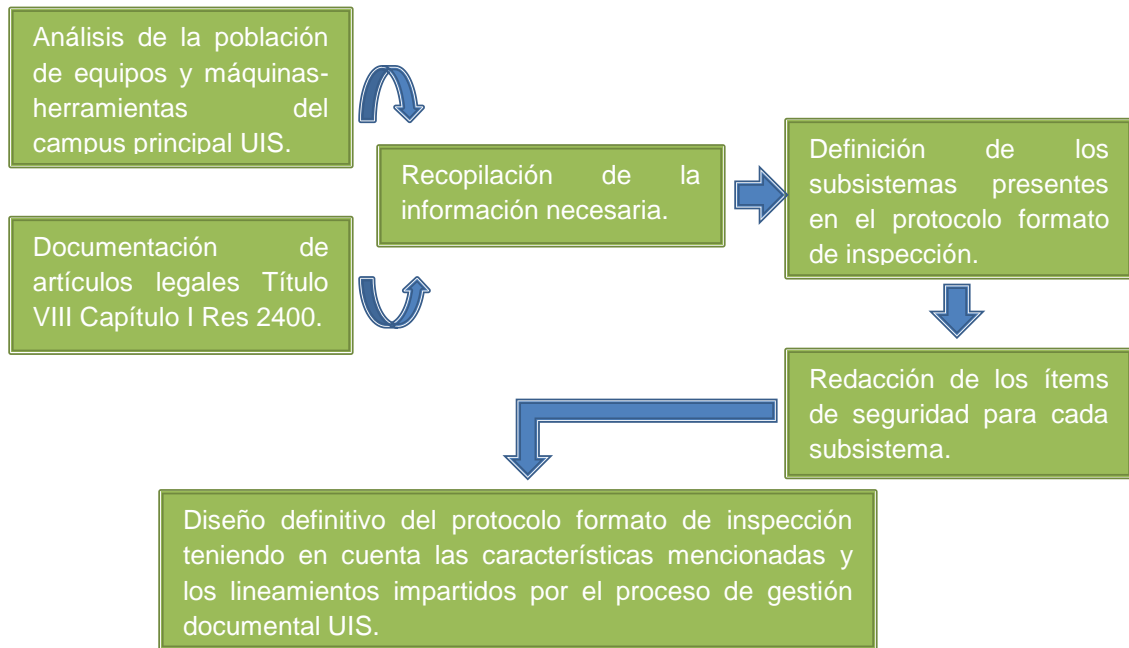 Análisis de la población
de equipos y máquinas-
herramientas del
campus principal UIS.
Documentación de
artículos legales Título
VIII Capítulo I Res 2400.
Recopilación de la
información necesaria.
Definición de los
subsistemas presentes
en el protocolo formato
de inspección.
Redacción de los ítems
de seguridad para cada
subsistema.
Diseño definitivo del protocolo formato de inspección
teniendo en cuenta las características mencionadas y
los lineamientos impartidos por el proceso de gestión
documental UIS.